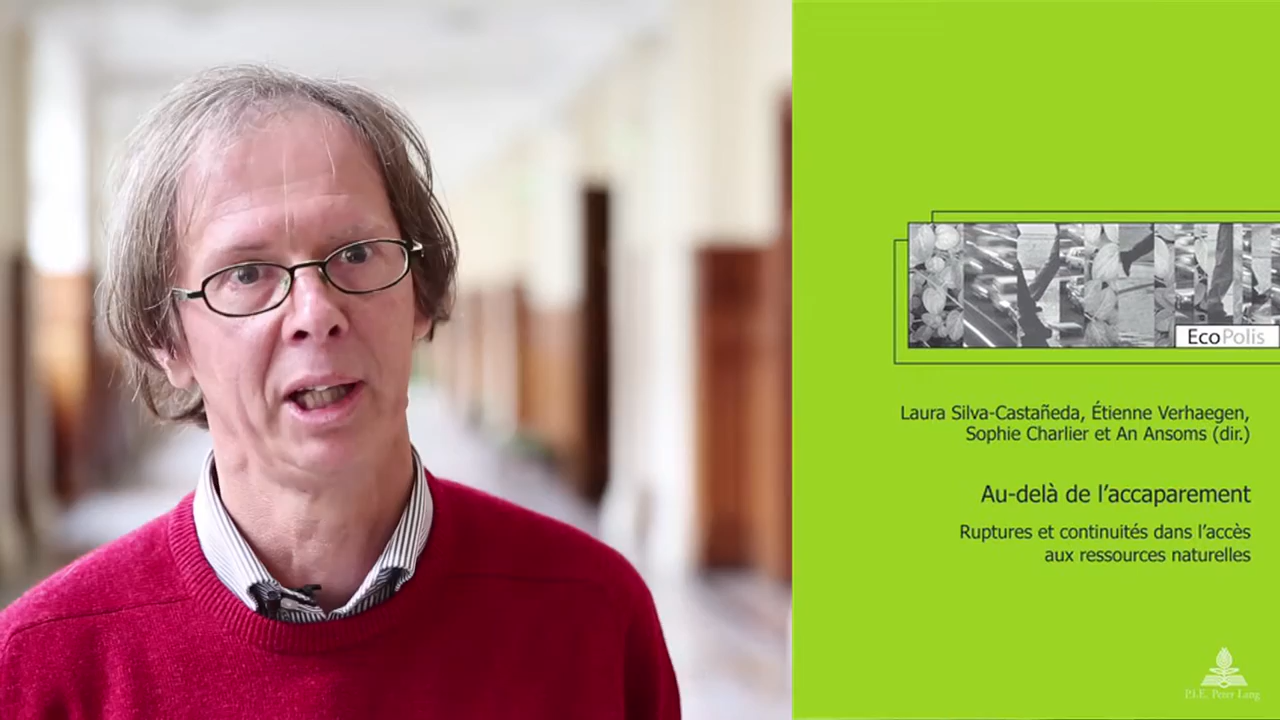 EcoPolis
Laura Silva-Castañeda, Étienne Verhaegen,
Sophie Charlier et An Ansoms (dir.)
Au-delà de l'accaparement
Ruptures et continuités dans l'accès
aux ressources naturelles
P.I.E. Peter Lang